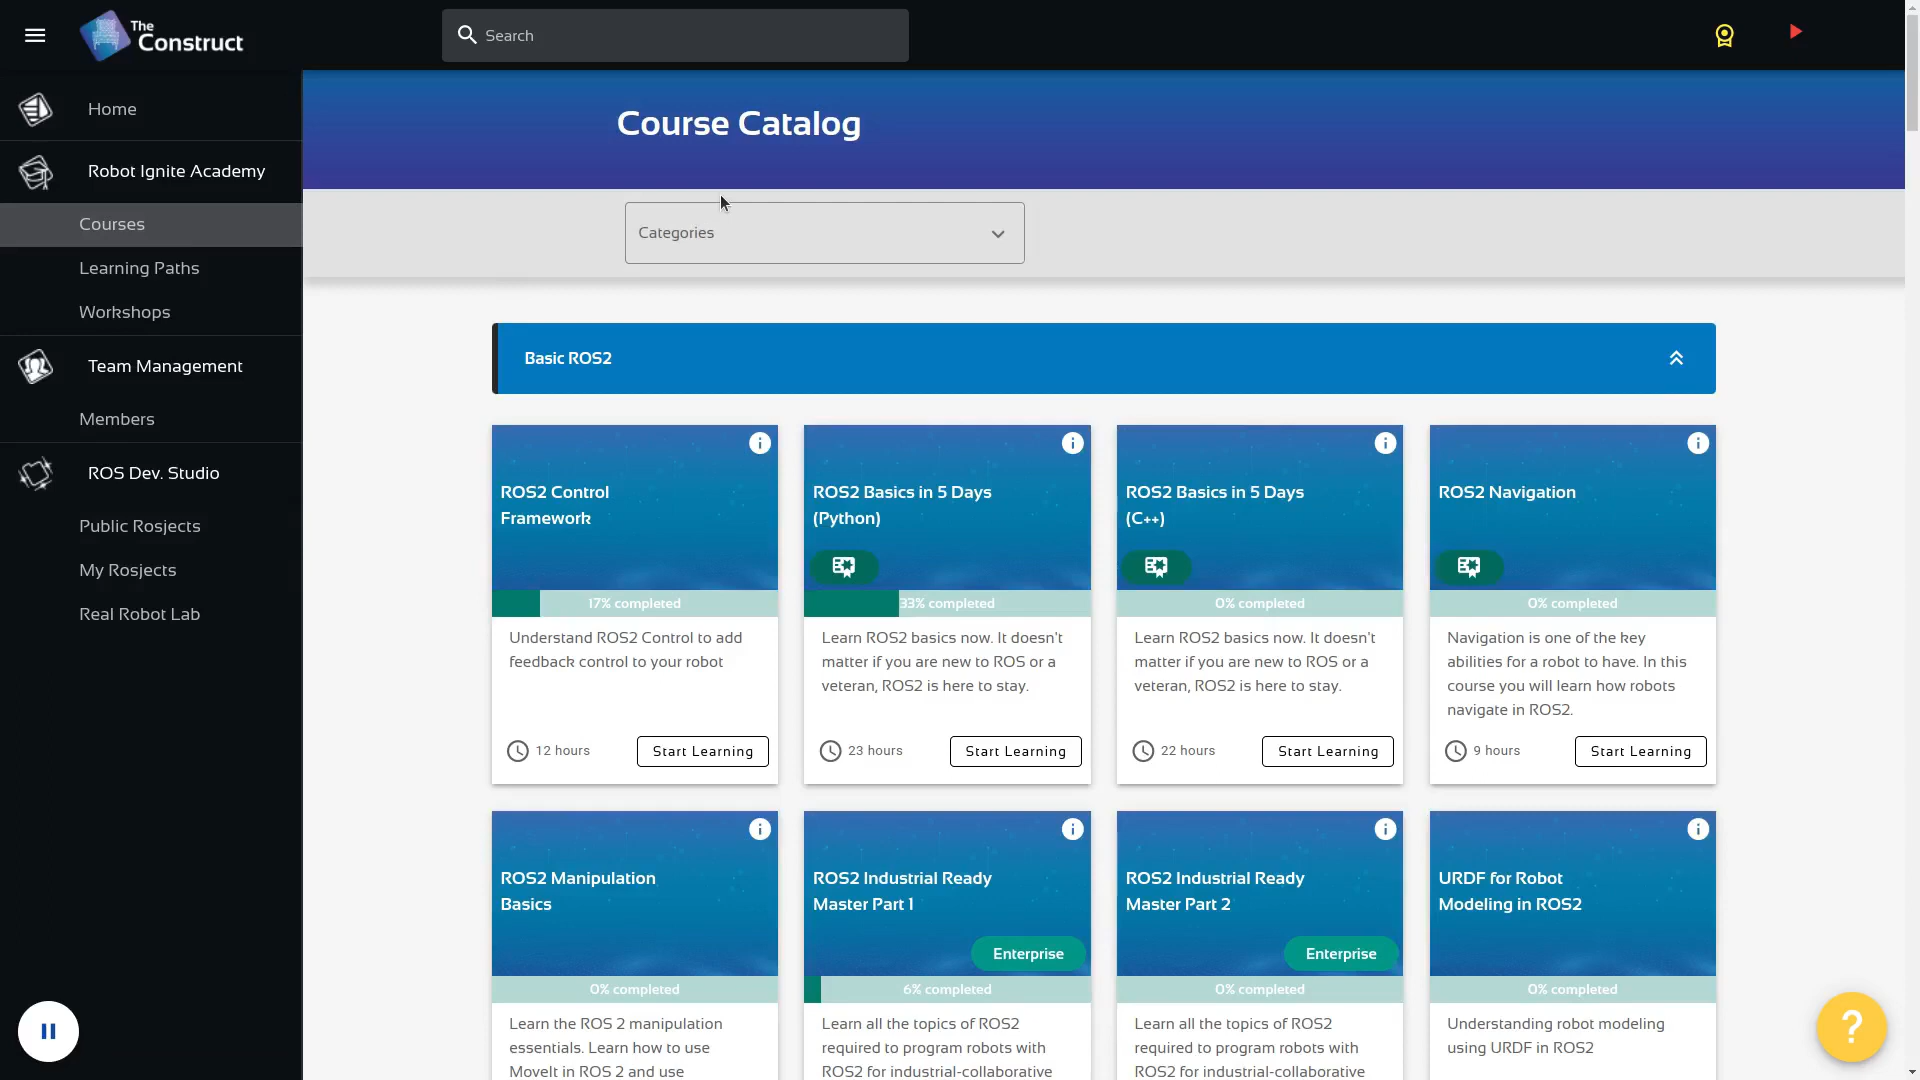 The
Construct
Search
Home
Robot Ignite Academy
Courses
Learning Paths
Workshops
Team Management
Members
ROS Dev. Studio
Public Rosjects
My Rosjects
Real Robot Lab
Course Catalog
Categories
Basic ROS2
ROS2 Control
Framework
17% completed
Understand ROS2 Control to add
feedback control to your robot
12 hours
Start Learning
ROS2 Basics in 5 Days
(Python)
33% completed
Learn ROS2 basics now. It doesn't
matter if you are new to ROS or a
veteran, ROS2 is here to stay.
23 hours
Start Learning
ROS2 Basics in 5 Days
(C++)
0% completed
Learn ROS2 basics now. It doesn't
matter if you are new to ROS or a
veteran, ROS2 is here to stay.
22 hours
Start Learning
ROS2 Navigation
0% completed
Navigation is one of the key
abilities for a robot to have. In this
course you will learn how robots
navigate in ROS2.
9 hours
Start Learning
ROS2 Manipulation
Basics
0% completed
Learn the ROS 2 manipulation
essentials. Learn how to use
MoveIt in ROS 2 and use
ROS2 Industrial Ready
Master Part 1
Enterprise
6% completed
Learn all the topics of ROS2
required to program robots with
ROS2 for industrial-collaborative
ROS2 Industrial Ready
Master Part 2
Enterprise
0% completed
Learn all the topics of ROS2
required to program robots with
ROS2 for industrial-collaborative
URDF for Robot
Modeling in ROS2
0% completed
Understanding robot modeling
using URDF in ROS2
?